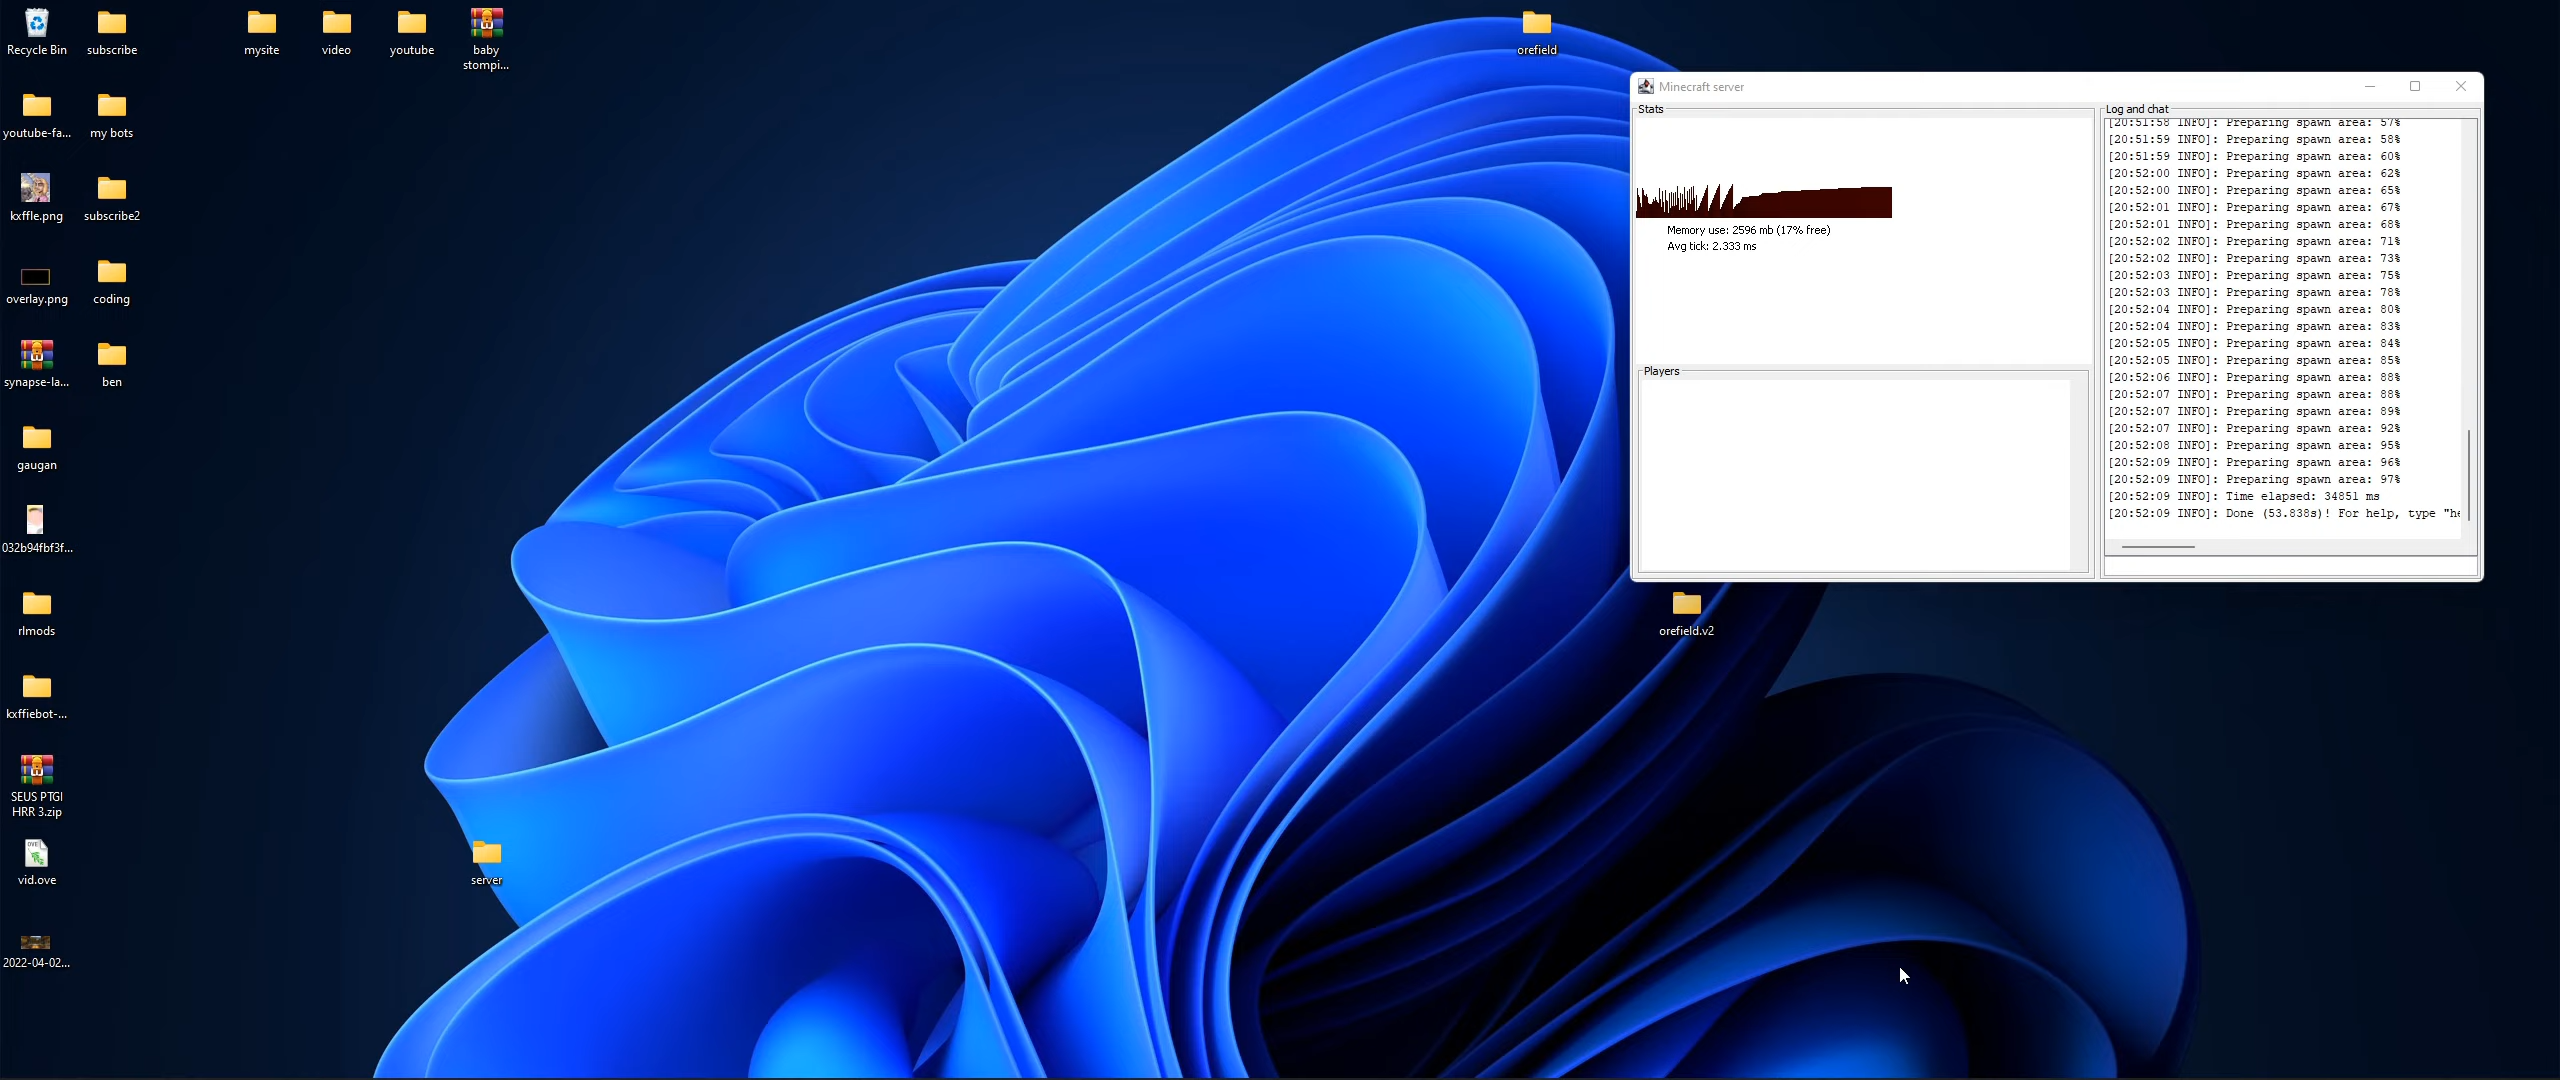 Recycle Bin
subscribe
mysite
video
youtube
baby
stompi...
orefield
youtube-fa...
my bots
kxffle.png
subscribe2
overlay.png
coding
synapse-la...
ben
gaugan
032b94fbf3f...
rlmods
kxffiebot-...
SEUS PTGI
HRR 3.zip
OVE
vid.ove
2022-04-02...
server
orefield.v2
Minecraft server
Stats
Memory use: 2596 mb (17% free)
Avg tick: 2.333 ms
Players
Log and chat
[20:51:58 INFO]: Preparing spawn area: 57%
[20:51:59 INFO]: Preparing spawn area: 58%
[20:51:59 INFO]: Preparing spawn area: 60%
[20:52:00 INFO]: Preparing spawn area: 62%
[20:52:00 INFO]: Preparing spawn area: 65%
[20:52:01 INFO]: Preparing spawn area: 67%
[20:52:01 INFO]: Preparing spawn area: 68%
[20:52:02 INFO]: Preparing spawn area: 71%
[20:52:02 INFO]: Preparing spawn area: 73%
[20:52:03 INFO]: Preparing spawn area: 75%
[20:52:03 INFO]: Preparing spawn area: 78%
[20:52:04 INFO]: Preparing spawn area: 80%
[20:52:04 INFO]: Preparing spawn area: 83%
[20:52:05 INFO]: Preparing spawn area: 84%
[20:52:05 INFO]: Preparing spawn area: 85%
[20:52:06 INFO]: Preparing spawn area: 88%
[20:52:07 INFO]: Preparing spawn area: 88%
[20:52:07 INFO]: Preparing spawn area: 89%
[20:52:07 INFO]: Preparing spawn area: 92%
[20:52:08 INFO]: Preparing spawn area: 95%
[20:52:09 INFO]: Preparing spawn area: 96%
[20:52:09 INFO]: Preparing spawn area: 97%
[20:52:09 INFO]: Time elapsed: 34851 ms
[20:52:09 INFO]: Done (53.838s)! For help, type "he